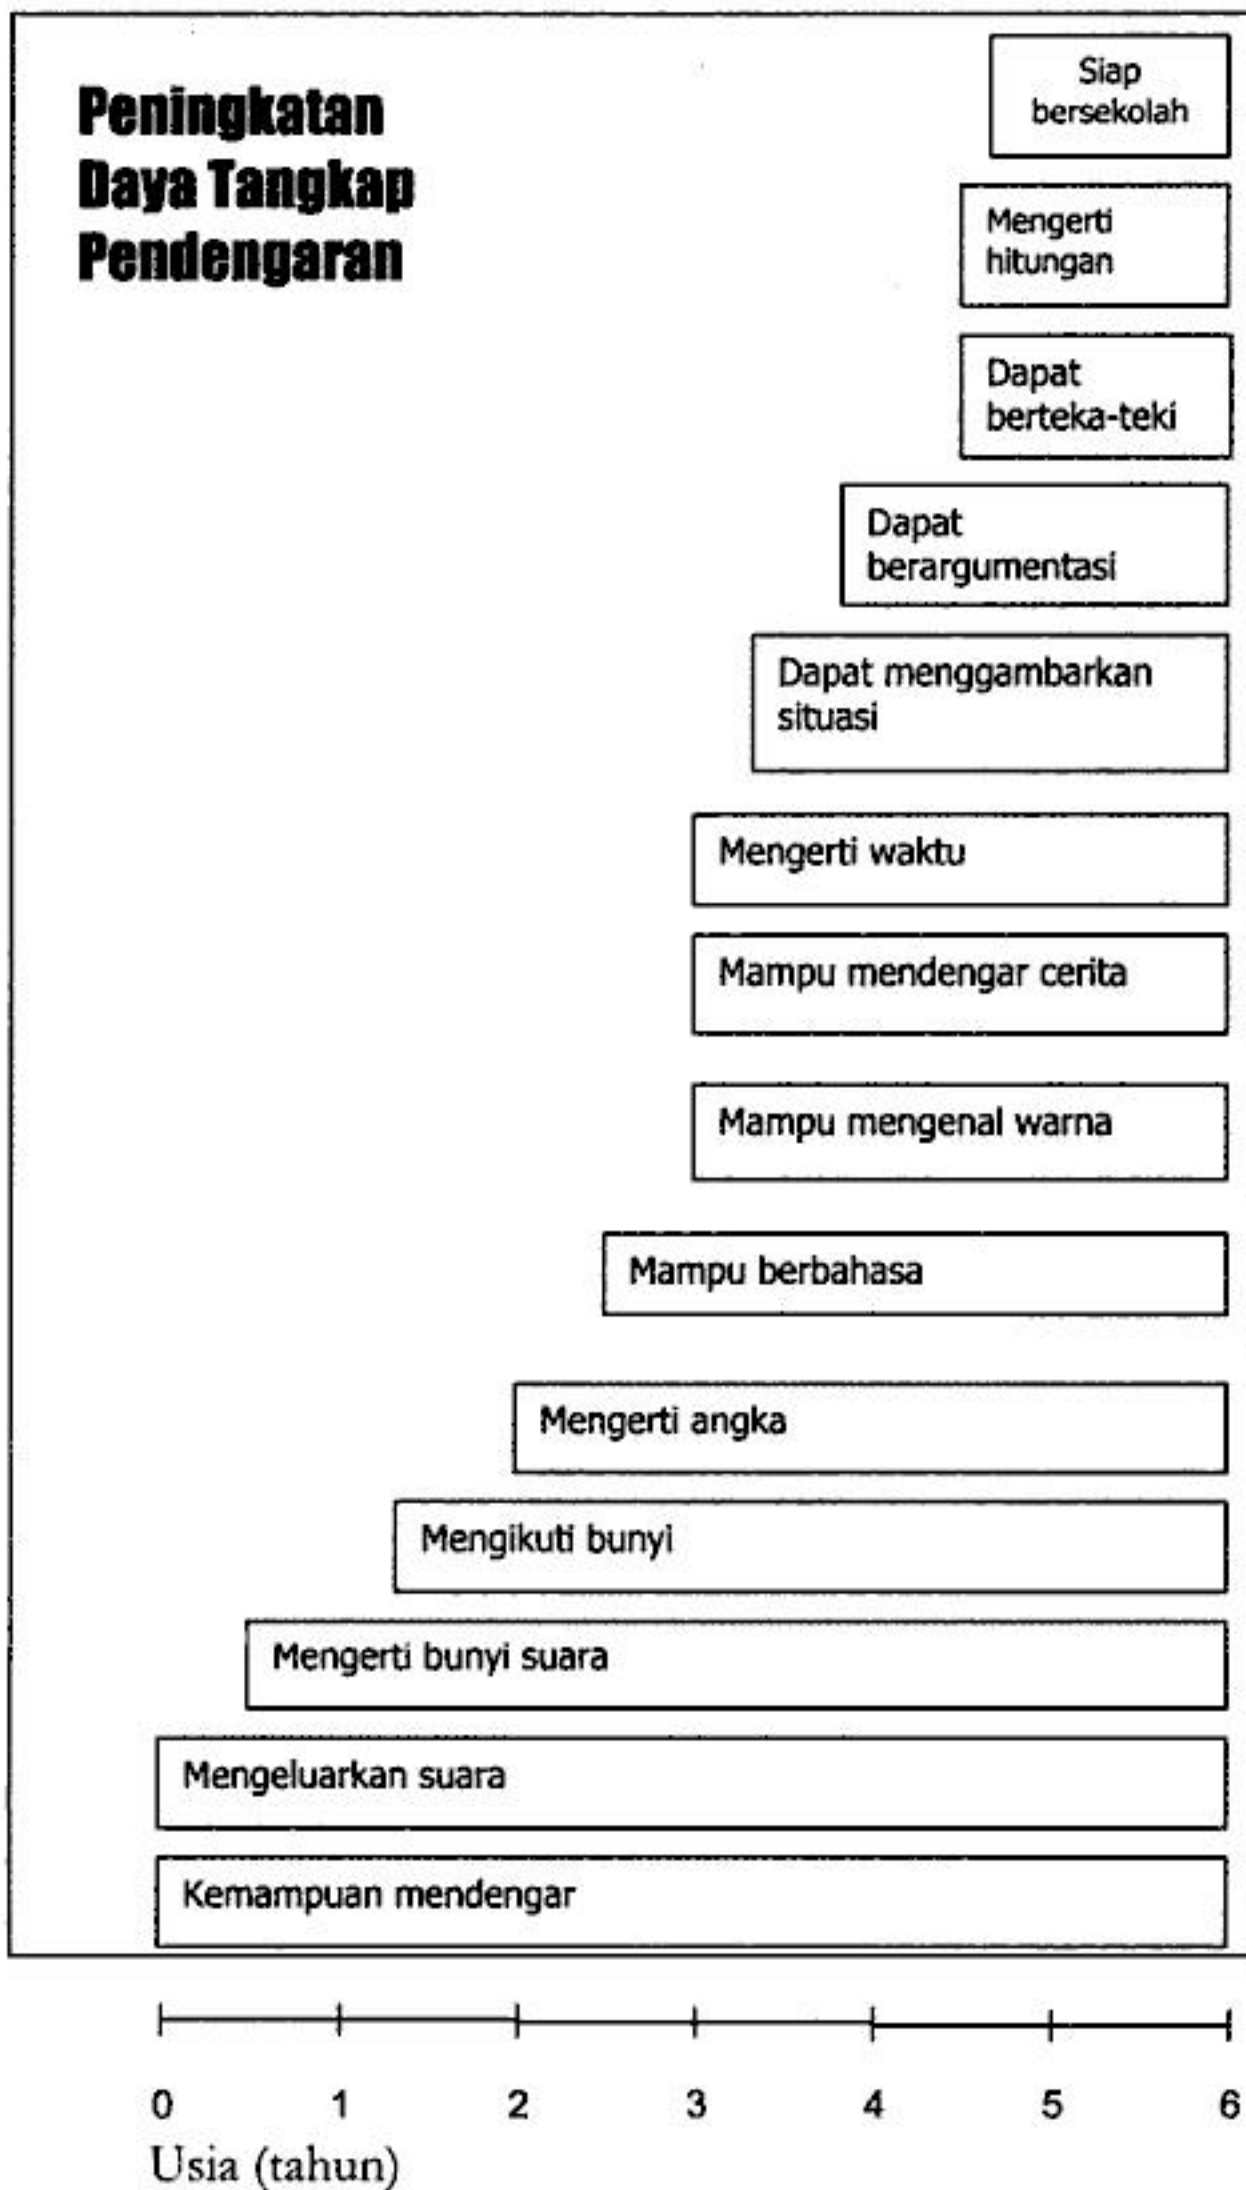 Peningkatan
Daya Tangkap
Pendengaran
Siap
bersekolah
Mengerti
hitungan
Dapat
berteka-teki
Dapat
berargumentasi
Dapat menggambarkan
situasi
Mengerti waktu
Mampu mendengar cerita
Mampu mengenal warna
Mampu berbahasa
Mengerti angka
Mengikuti bunyi
Mengerti bunyi suara
Mengeluarkan suara
Kemampuan mendengar
0 1 2 3 4 5 6
Usia (tahun)